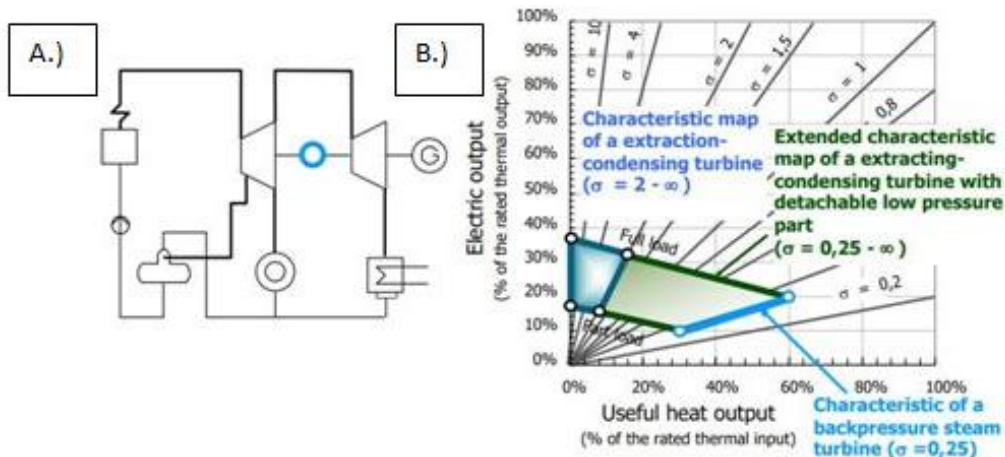 A.)
G
B.)
Electric output
(% of the rated thermal output)
100%
90%
80%
70%
60%
50%
40%
30%
20%
10%
0%
σ = 10
σ = 4
σ = 2
σ = 1,5
σ = 1
0,8
σ = 0,2
Characteristic map
of a extraction-
condensing turbine
(σ = 2 - ∞)
Extended characteristic
map of a extracting-
condensing turbine with
detachable low pressure
part
(σ = 0,25 - ∞)
Full load
Part load
0%
20%
40%
60%
80%
100%
Useful heat output
(% of the rated thermal input)
Characteristic of a
backpressure steam
turbine (σ =0,25)